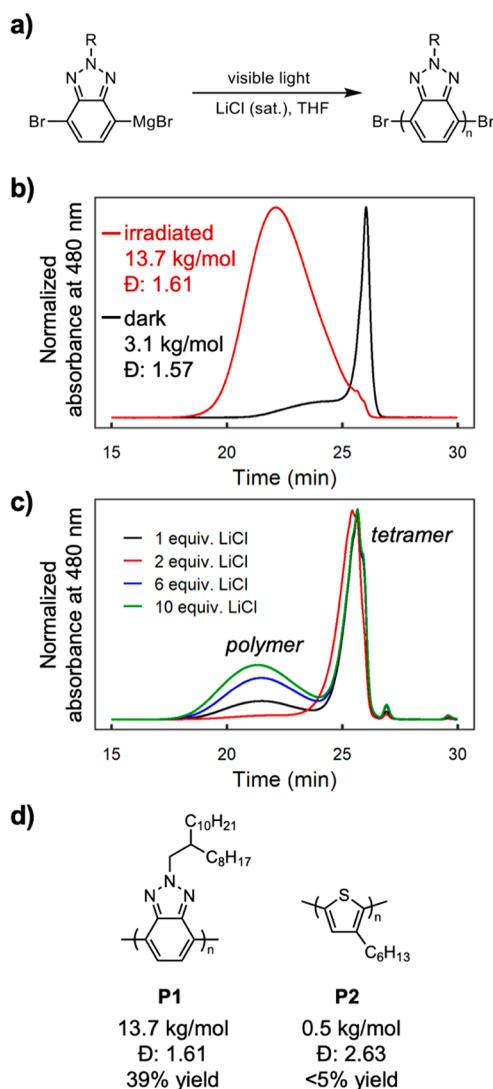 a)
R
N
N
N
Br
MgBr
visible light
LiCl (sat.), THF
R
N
N
N
Br
Br
n
b)
Normalized
absorbance at 480 nm
irradiated
13.7 kg/mol
Đ: 1.61
dark
3.1 kg/mol
Đ: 1.57
15
20
25
30
Time (min)
c)
Normalized
absorbance at 480 nm
1 equiv. LiCl
2 equiv. LiCl
6 equiv. LiCl
10 equiv. LiCl
tetramer
polymer
15
20
25
30
Time (min)
d)
C10H21
C8H17
N
N
N
n
S
n
C6H13
P1
13.7 kg/mol
Đ: 1.61
39% yield
P2
0.5 kg/mol
Đ: 2.63
<5% yield